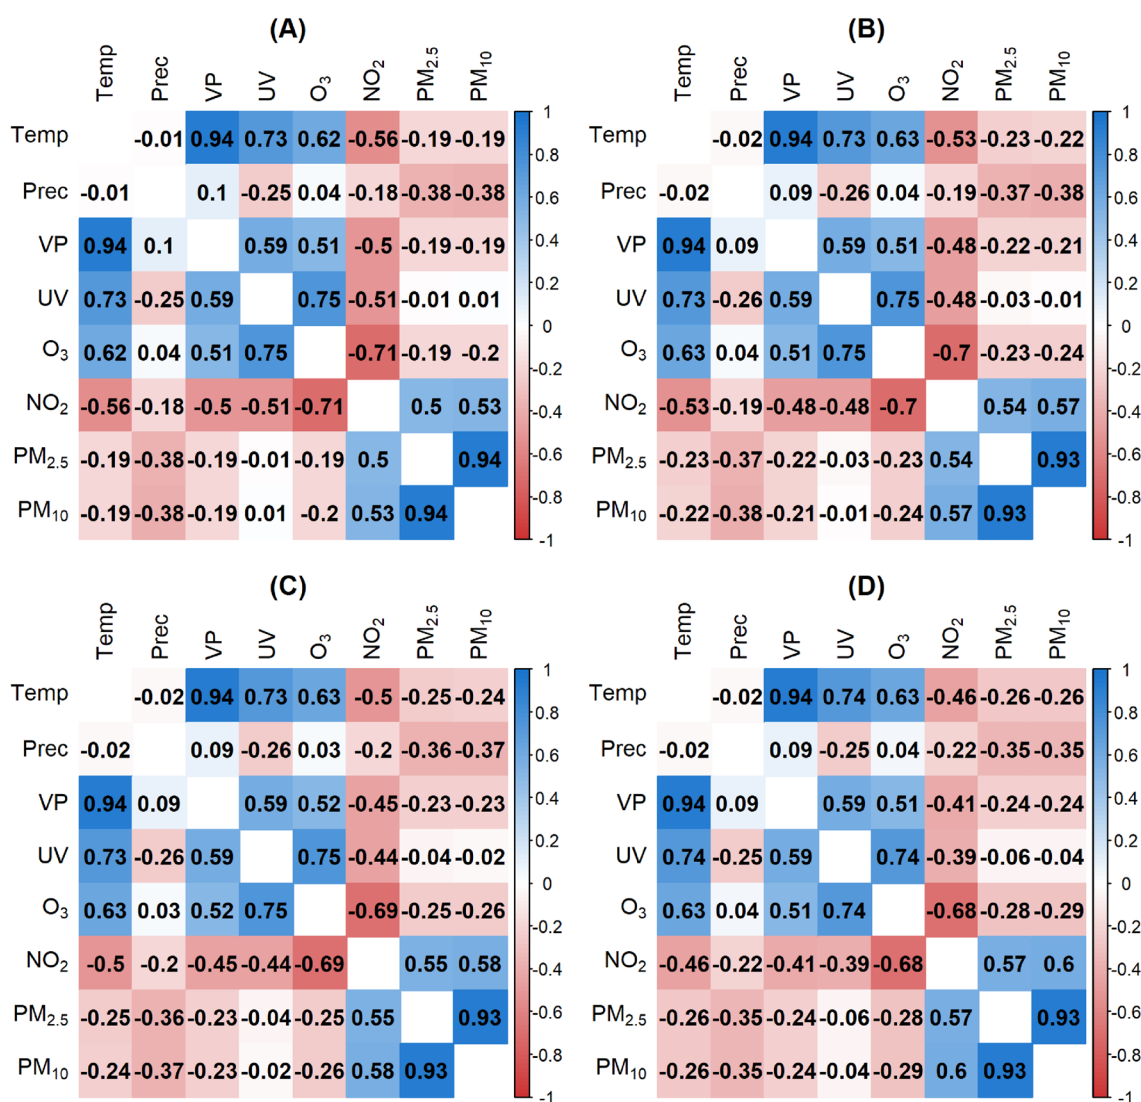 (A)
Temp Prec VP UV O₃ NO₂ PM₂.₅ PM₁₀
Temp -0.01 0.94 0.73 0.62 -0.56 -0.19 -0.19
Prec -0.01 0.1 -0.25 0.04 -0.18 -0.38 -0.38
VP 0.94 0.1 0.59 0.51 -0.5 -0.19 -0.19
UV 0.73 -0.25 0.59 0.75 -0.51 -0.01 0.01
O₃ 0.62 0.04 0.51 0.75 -0.71 -0.19 -0.2
NO₂ -0.56 -0.18 -0.5 -0.51 -0.71 0.5 0.53
PM₂.₅ -0.19 -0.38 -0.19 -0.01 -0.19 0.5 0.94
PM₁₀ -0.19 -0.38 -0.19 0.01 -0.2 0.53 0.94
1
0.8
0.6
0.4
0.2
0
-0.2
-0.4
-0.6
-0.8
-1
(B)
Temp Prec VP UV O₃ NO₂ PM₂.₅ PM₁₀
Temp -0.02 0.94 0.73 0.63 -0.53 -0.23 -0.22
Prec -0.02 0.09 -0.26 0.04 -0.19 -0.37 -0.38
VP 0.94 0.09 0.59 0.51 -0.48 -0.22 -0.21
UV 0.73 -0.26 0.59 0.75 -0.48 -0.03 -0.01
O₃ 0.63 0.04 0.51 0.75 -0.7 -0.23 -0.24
NO₂ -0.53 -0.19 -0.48 -0.48 -0.7 0.54 0.57
PM₂.₅ -0.23 -0.37 -0.22 -0.03 -0.23 0.54 0.93
PM₁₀ -0.22 -0.38 -0.21 -0.01 -0.24 0.57 0.93
1
0.8
0.6
0.4
0.2
0
-0.2
-0.4
-0.6
-0.8
-1
(C)
Temp Prec VP UV O₃ NO₂ PM₂.₅ PM₁₀
Temp -0.02 0.94 0.73 0.63 -0.5 -0.25 -0.24
Prec -0.02 0.09 -0.26 0.03 -0.2 -0.36 -0.37
VP 0.94 0.09 0.59 0.52 -0.45 -0.23 -0.23
UV 0.73 -0.26 0.59 0.75 -0.44 -0.04 -0.02
O₃ 0.63 0.03 0.52 0.75 -0.69 -0.25 -0.26
NO₂ -0.5 -0.2 -0.45 -0.44 -0.69 0.55 0.58
PM₂.₅ -0.25 -0.36 -0.23 -0.04 -0.25 0.55 0.93
PM₁₀ -0.24 -0.37 -0.23 -0.02 -0.26 0.58 0.93
1
0.8
0.6
0.4
0.2
0
-0.2
-0.4
-0.6
-0.8
-1
(D)
Temp Prec VP UV O₃ NO₂ PM₂.₅ PM₁₀
Temp -0.02 0.94 0.74 0.63 -0.46 -0.26 -0.26
Prec -0.02 0.09 -0.25 0.04 -0.22 -0.35 -0.35
VP 0.94 0.09 0.59 0.51 -0.41 -0.24 -0.24
UV 0.74 -0.25 0.59 0.74 -0.39 -0.06 -0.04
O₃ 0.63 0.04 0.51 0.74 -0.68 -0.28 -0.29
NO₂ -0.46 -0.22 -0.41 -0.39 -0.68 0.57 0.6
PM₂.₅ -0.26 -0.35 -0.24 -0.06 -0.28 0.57 0.93
PM₁₀ -0.26 -0.35 -0.24 -0.04 -0.29 0.6 0.93
1
0.8
0.6
0.4
0.2
0
-0.2
-0.4
-0.6
-0.8
-1